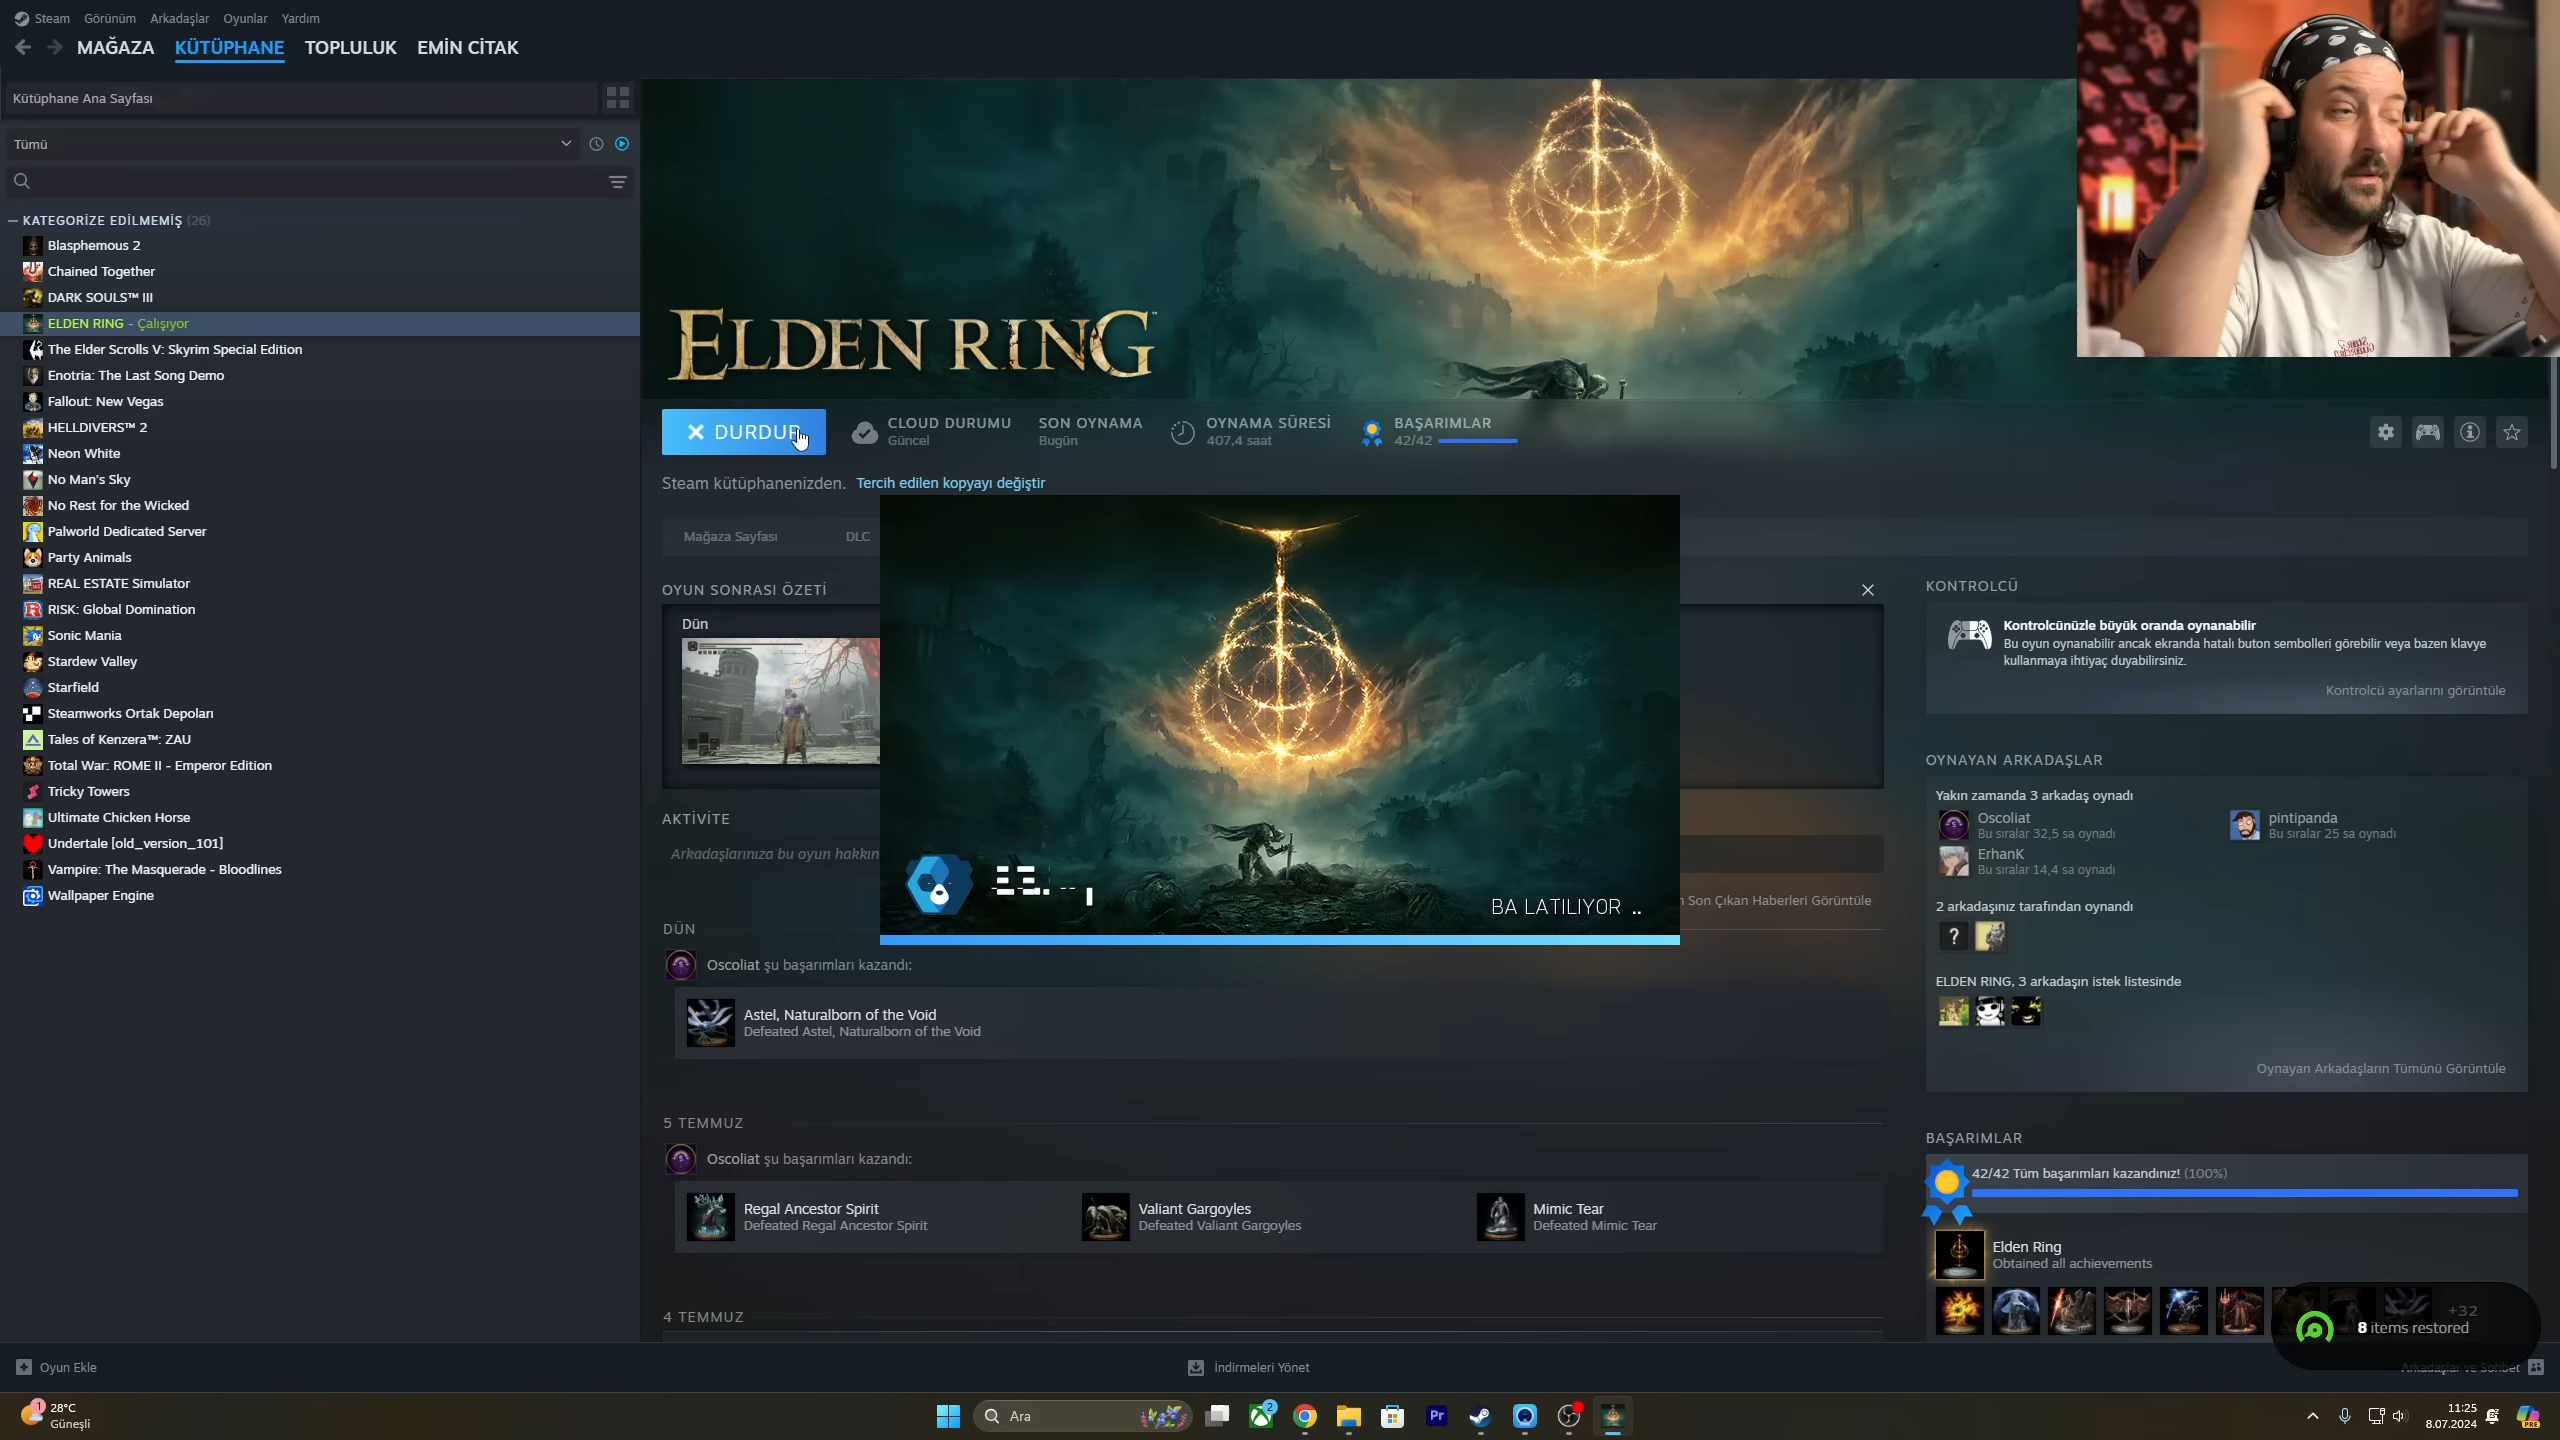 Steam Görünüm Arkadaşlar Oyunlar Yardım
MAĞAZA KÜTÜPHANE TOPLULUK EMİN CİTAK
Kütüphane Ana Sayfası
Tümü
KATEGORİZE EDİLMEMİŞ (26)
Blasphemous 2
Chained Together
DARK SOULS™ III
ELDEN RING - Çalışıyor
The Elder Scrolls V: Skyrim Special Edition
Enotria: The Last Song Demo
Fallout: New Vegas
HELLDIVERS™ 2
Neon White
No Man's Sky
No Rest for the Wicked
Palworld Dedicated Server
Party Animals
REAL ESTATE Simulator
RISK: Global Domination
Sonic Mania
Stardew Valley
Starfield
Steamworks Ortak Depoları
Tales of Kenzera™: ZAU
Total War: ROME II - Emperor Edition
Tricky Towers
Ultimate Chicken Horse
Undertale [old_version_101]
Vampire: The Masquerade - Bloodlines
Wallpaper Engine
Oyun Ekle
ELDEN RING™
DURDUR
CLOUD DURUMU
Güncel
SON OYNAMA
Bugün
OYNAMA SÜRESİ
407,4 saat
BAŞARIMLAR
42/42
Steam kütüphanenizden. Tercih edilen kopyayı değiştir
Mağaza Sayfası DLC
OYUN SONRASI ÖZETİ
Dün
AKTİVİTE
Arkadaşlarınıza bu oyun hakkın
BA LATILIYOR ..
n Son Çıkan Haberleri Görüntüle
DÜN
Oscoliat şu başarımları kazandı:
Astel, Naturalborn of the Void
Defeated Astel, Naturalborn of the Void
5 TEMMUZ
Oscoliat şu başarımları kazandı:
Regal Ancestor Spirit
Defeated Regal Ancestor Spirit
Valiant Gargoyles
Defeated Valiant Gargoyles
Mimic Tear
Defeated Mimic Tear
4 TEMMUZ
KONTROLCÜ
Kontrolcünüzle büyük oranda oynanabilir
Bu oyun oynanabilir ancak ekranda hatalı buton sembolleri görebilir veya bazen klavye
kullanmaya ihtiyaç duyabilirsiniz.
Kontrolcü ayarlarını görüntüle
OYNAYAN ARKADAŞLAR
Yakın zamanda 3 arkadaş oynadı
Oscoliat
Bu sıralar 32,5 sa oynadı
pintipanda
Bu sıralar 25 sa oynadı
ErhanK
Bu sıralar 14,4 sa oynadı
2 arkadaşınız tarafından oynandı
?
ELDEN RING, 3 arkadaşın istek listesinde
Oynayan Arkadaşların Tümünü Görüntüle
BAŞARIMLAR
42/42 Tüm başarımları kazandınız! (100%)
Elden Ring
Obtained all achievements
+32
8 items restored
İndirmeleri Yönet
Arkadaşlar ve Sohbet
1
28°C
Güneşli
Ara
2
Pr
11:25
8.07.2024
PRE